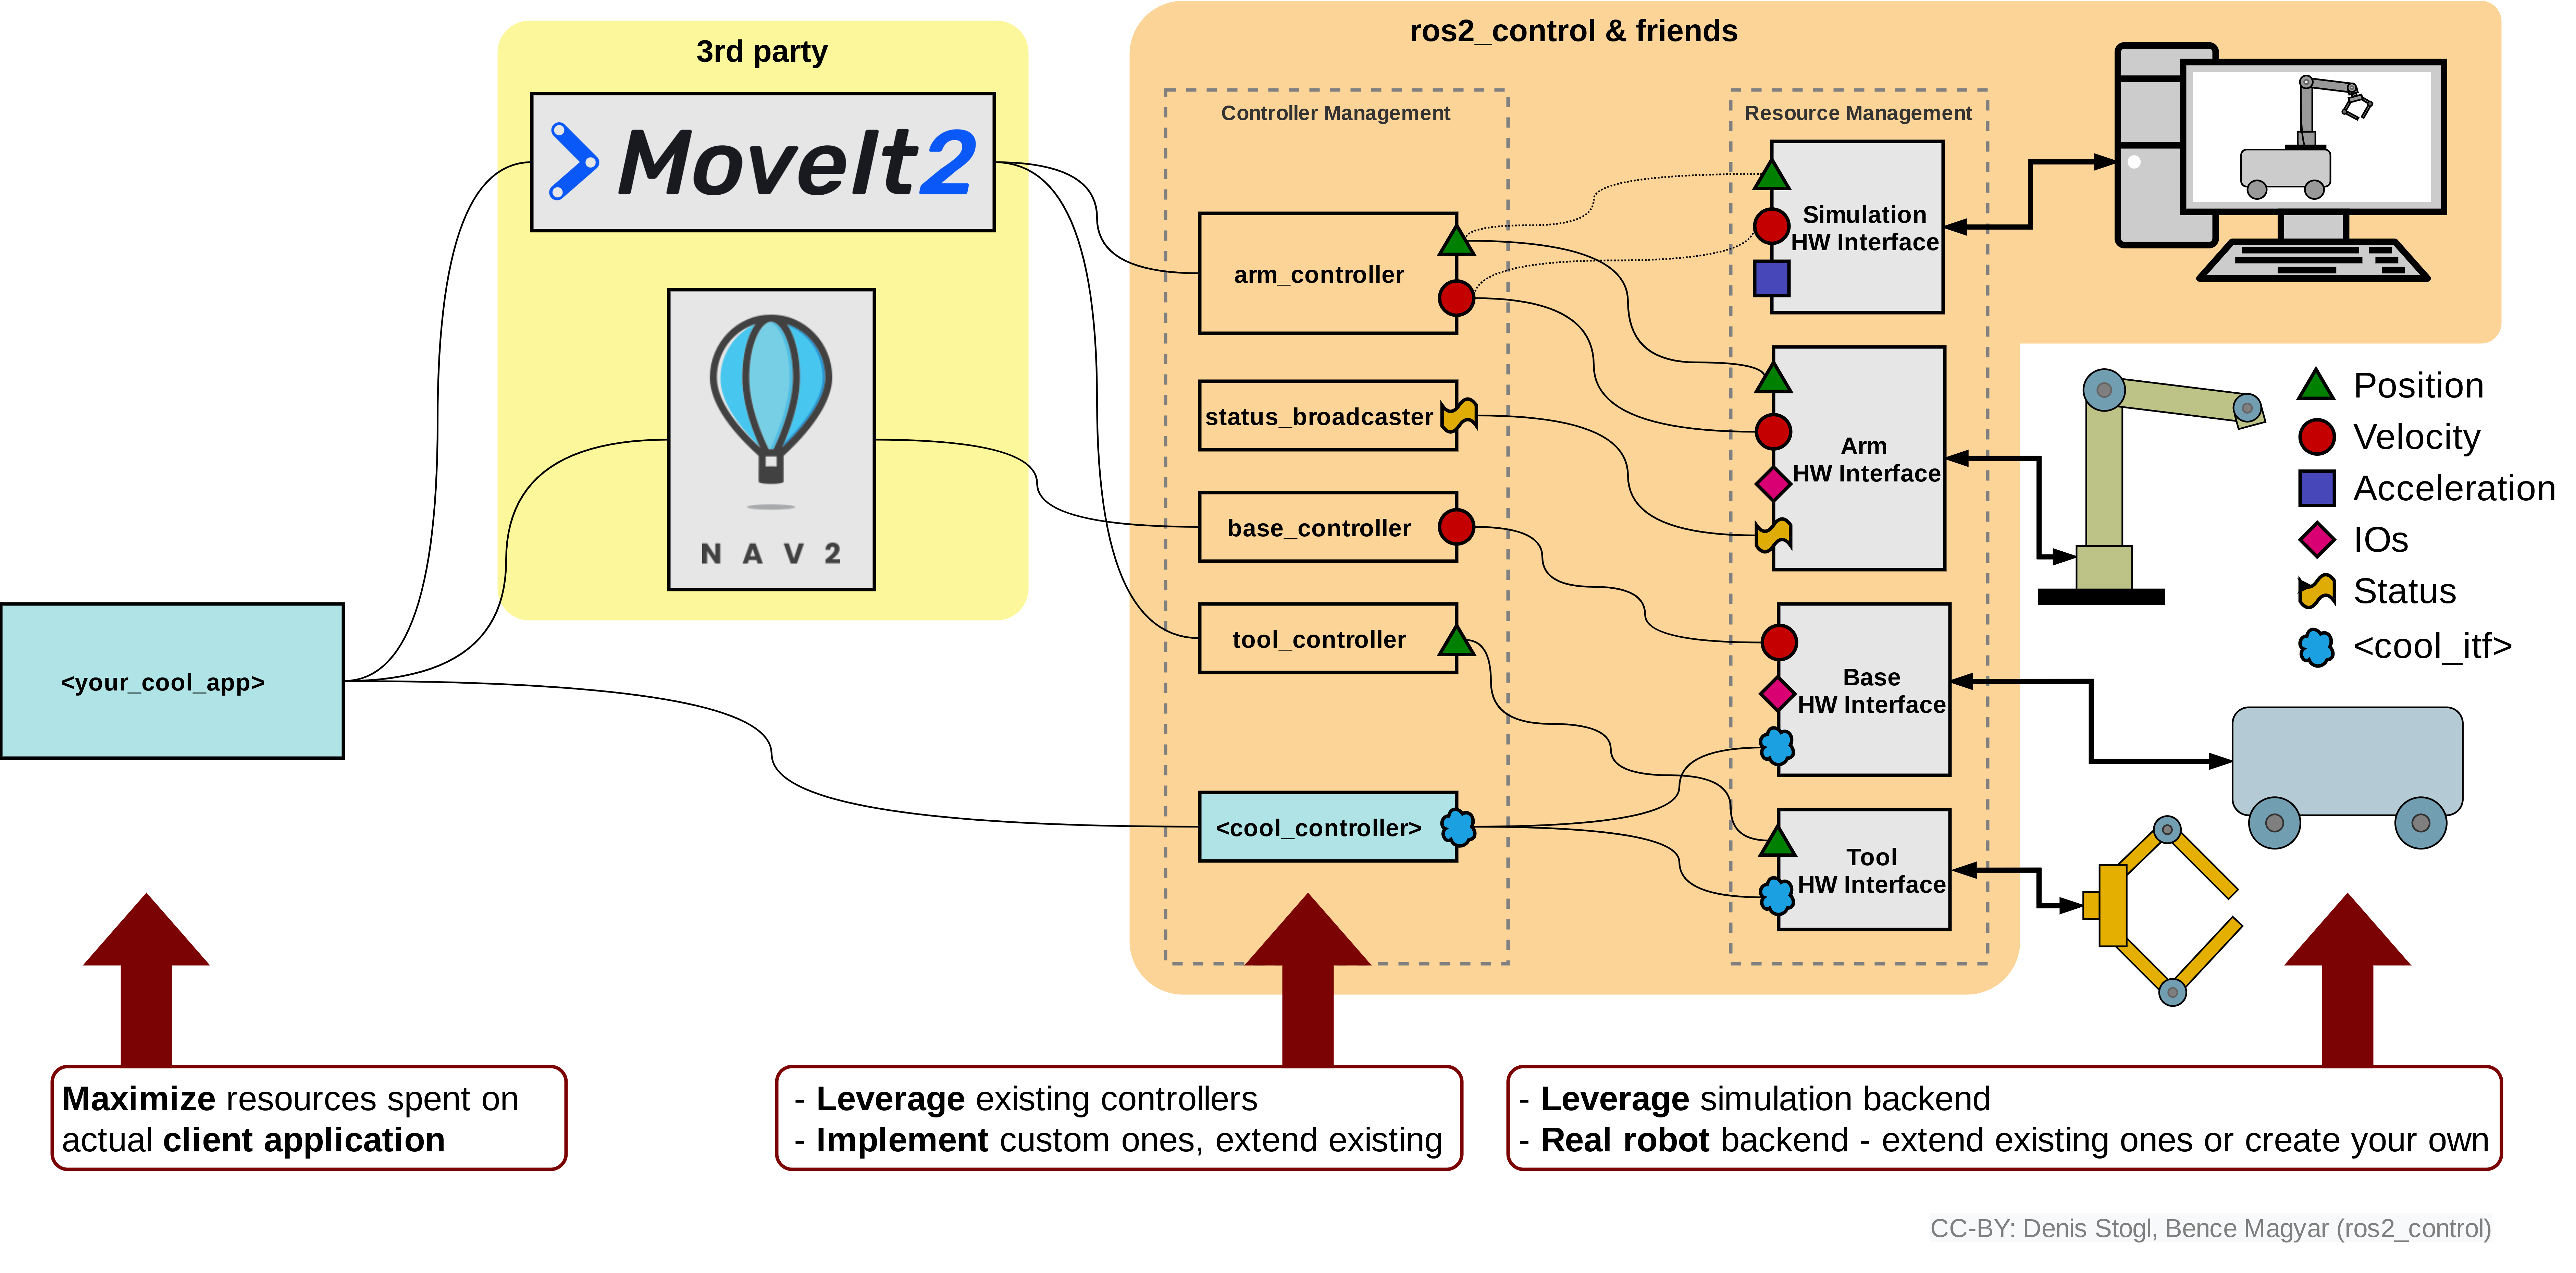 3rd party
MoveIt2
NAV2
<your_cool_app>
ros2_control & friends
Controller Management
arm_controller
status_broadcaster
base_controller
tool_controller
<cool_controller>
Resource Management
Simulation
HW Interface
Arm
HW Interface
Base
HW Interface
Tool
HW Interface
Position
Velocity
Acceleration
IOs
Status
<cool_itf>
Maximize resources spent on
actual client application
- Leverage existing controllers
- Implement custom ones, extend existing
- Leverage simulation backend
- Real robot backend - extend existing ones or create your own
CC-BY: Denis Stogl, Bence Magyar (ros2_control)